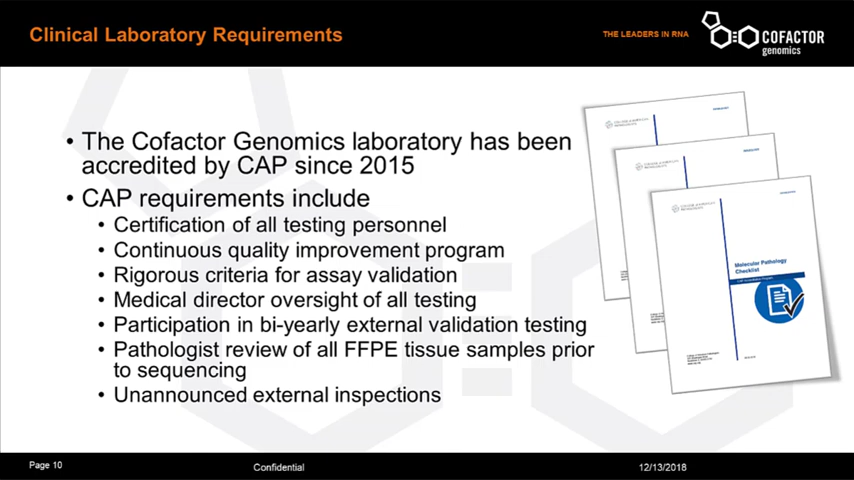 Clinical Laboratory Requirements
THE LEADERS IN RNA
COFACTOR
genomics
• The Cofactor Genomics laboratory has been
accredited by CAP since 2015
• CAP requirements include
• Certification of all testing personnel
• Continuous quality improvement program
• Rigorous criteria for assay validation
• Medical director oversight of all testing
• Participation in bi-yearly external validation testing
• Pathologist review of all FFPE tissue samples prior
to sequencing
• Unannounced external inspections
Molecular Pathology
Checklist
Page 10
Confidential
12/13/2018